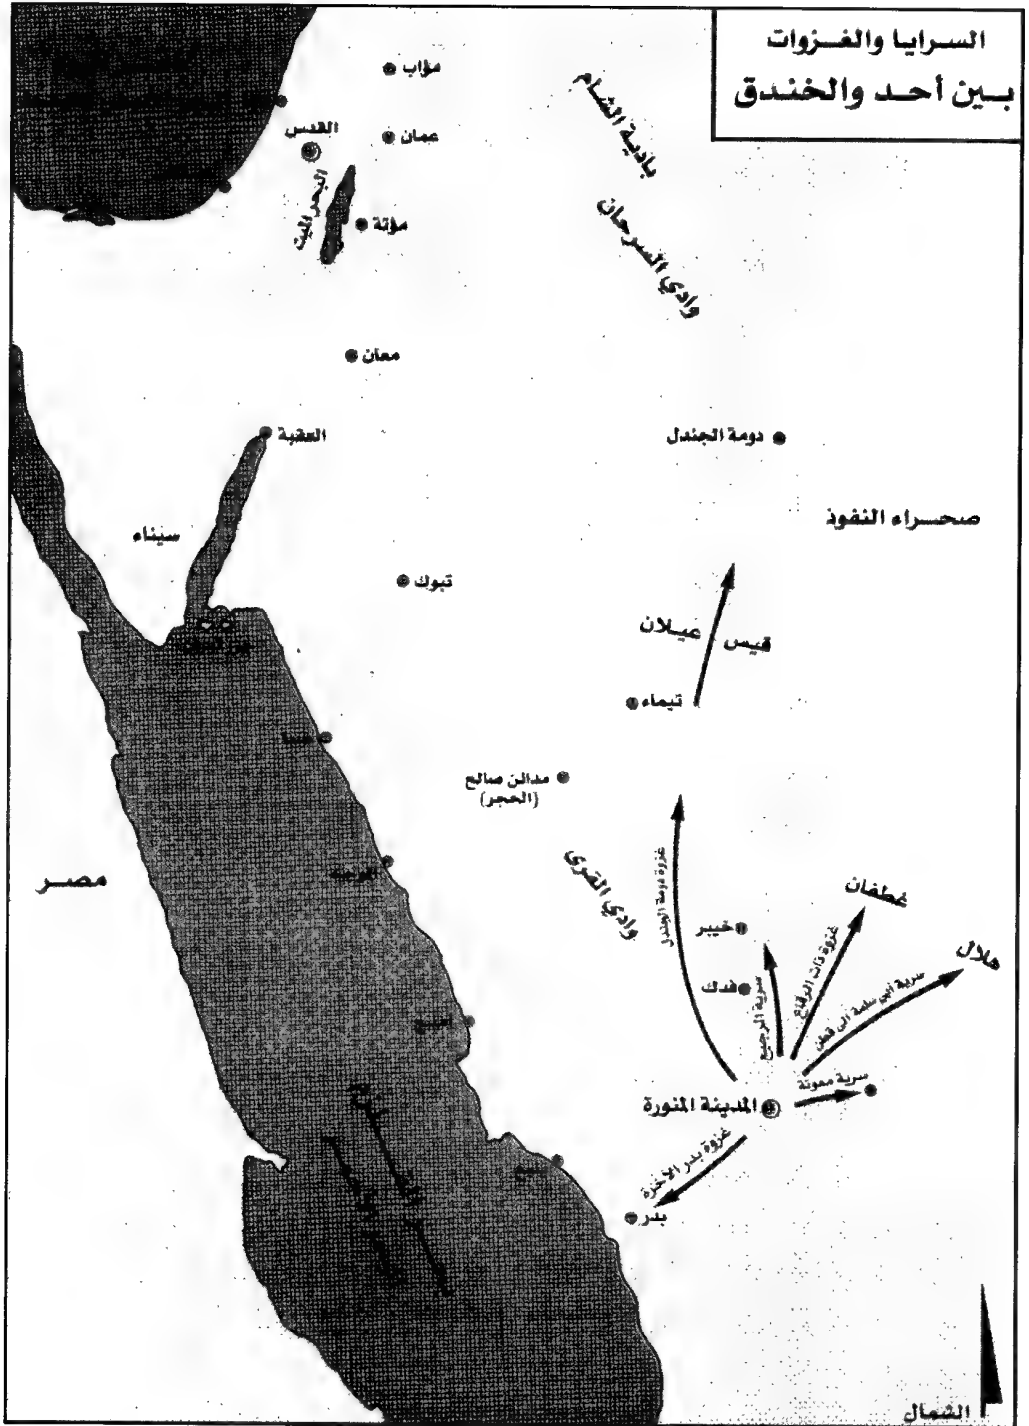 السرايا والغزوات
بين أحد والخندق
مؤاب
بادية الشام
القدس
عمان
البحر الميت
مؤتة
وادي السرحان
معان
العقبة
دومة الجندل
صحراء النفوذ
سيناء
تبوك
قيس عيلان
تيماء
مدائن صالح
(الحجر)
غزوة دومة الجندل
وادي القرى
مصر
الوجه
غطفان
خيبر
غزوة ذات الرقاع
هلال
فدك
سرية الرجيع
سرية أبي سلمة الى قطن
سرية معونة
المدينة المنورة
غزوة بدر الآخرة
بدر
الشمال